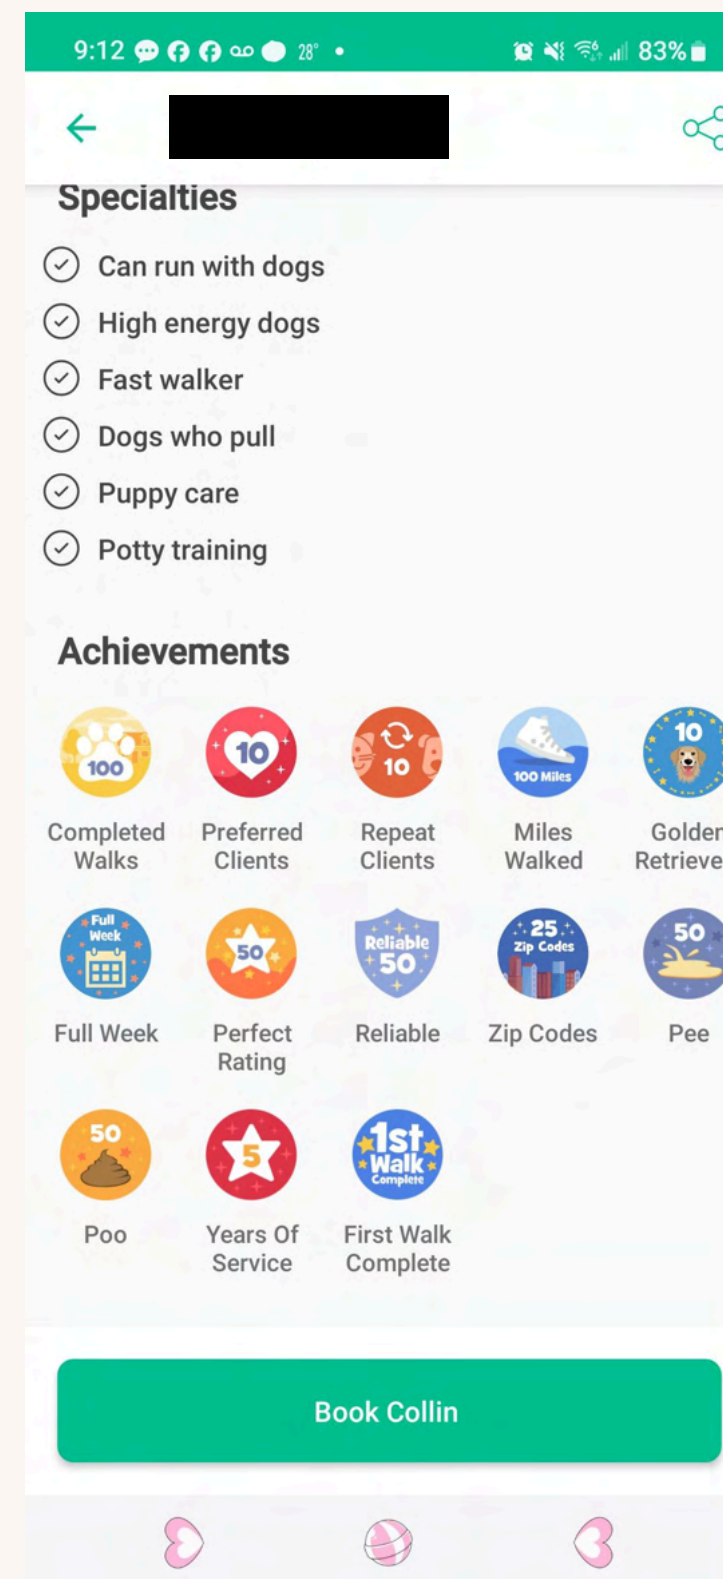 9:12 28° 83%
Specialties
Can run with dogs
High energy dogs
Fast walker
Dogs who pull
Puppy care
Potty training
Achievements
100 10 10 100 Miles 10
Completed Walks
Preferred Clients
Repeat Clients
Miles Walked
Golden Retrieve
Full Week 50 Reliable 50 25 Zip Codes 50
Full Week
Perfect Rating
Reliable
Zip Codes
Pee
50 5 1st Walk Complete
Poo
Years Of Service
First Walk Complete
Book Collin